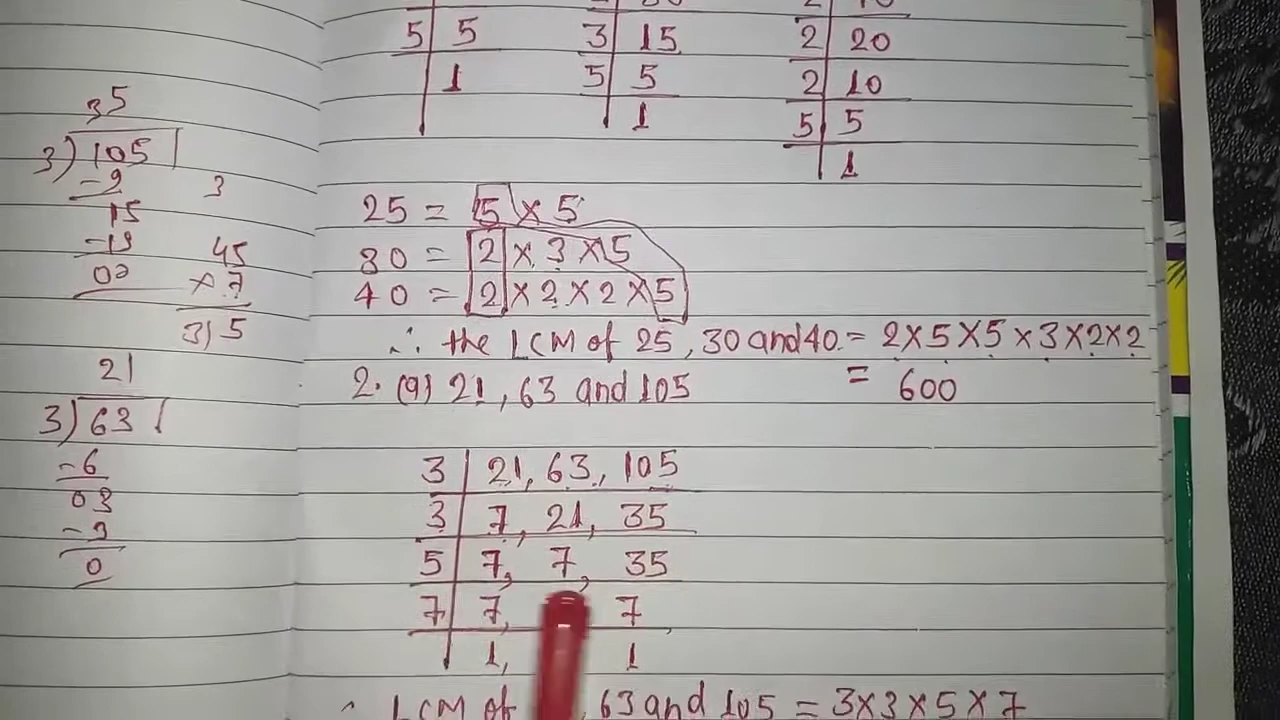 5 5 3 15 2 20
1 5 5 2 10
1 5 5
1
35
3) 105
-9 3
15
-15 45
00 × 7
315
21
3) 63
-6
03
-3
0
25 = 5 × 5
30 = 2 × 3 × 5
40 = 2 × 2 × 2 × 5
∴ the LCM of 25, 30 and 40 = 2×5×5×3×2×2
= 600
2. (a) 21, 63 and 105
3 21, 63, 105
3 7, 21, 35
5 7, 7, 35
7 7, 7
1, 1
∴ LCM of , 63 and 105 = 3×3×5×7